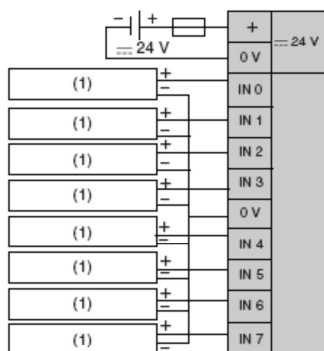 − + + ⎓ 24 V
⎓ 24 V 0 V
(1) + − IN 0
(1) + − IN 1
(1) + − IN 2
(1) + − IN 3
0 V
(1) + − IN 4
(1) + − IN 5
(1) + − IN 6
(1) + − IN 7